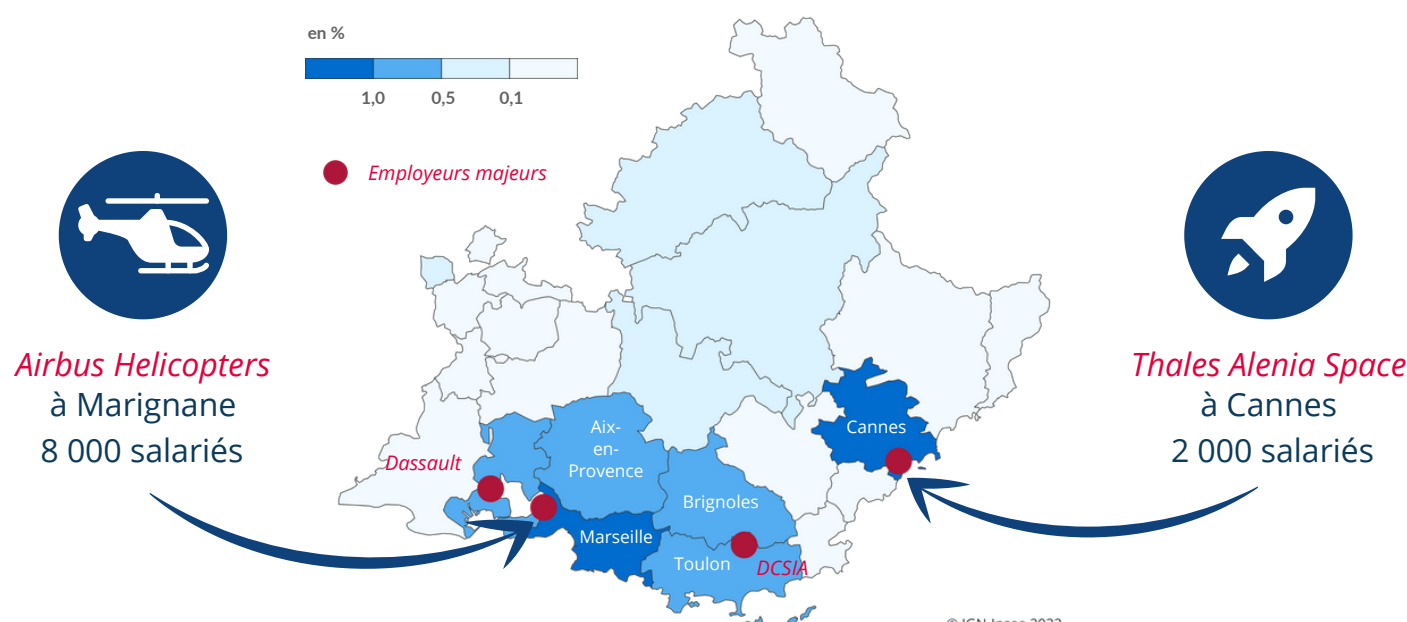 en %
1,0 0,5 0,1
Employeurs majeurs
Airbus Helicopters
à Marignane
8 000 salariés
Thales Alenia Space
à Cannes
2 000 salariés
Cannes
Aix-
en-
Provence
Dassault
Brignoles
Marseille
Toulon
DCSIA